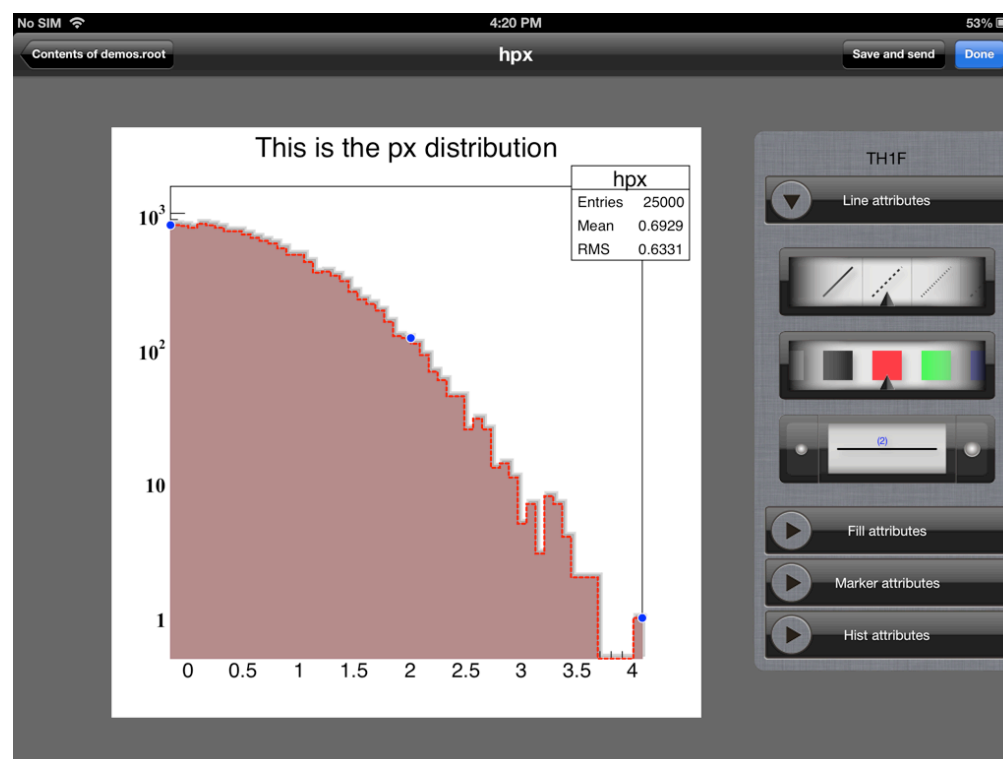 No SIM 4:20 PM 53%
Contents of demos.root hpx Save and send Done
This is the px distribution
hpx
Entries 25000
Mean 0.6929
RMS 0.6331
10³
10²
10
1
0 0.5 1 1.5 2 2.5 3 3.5 4
TH1F
Line attributes
(2)
Fill attributes
Marker attributes
Hist attributes